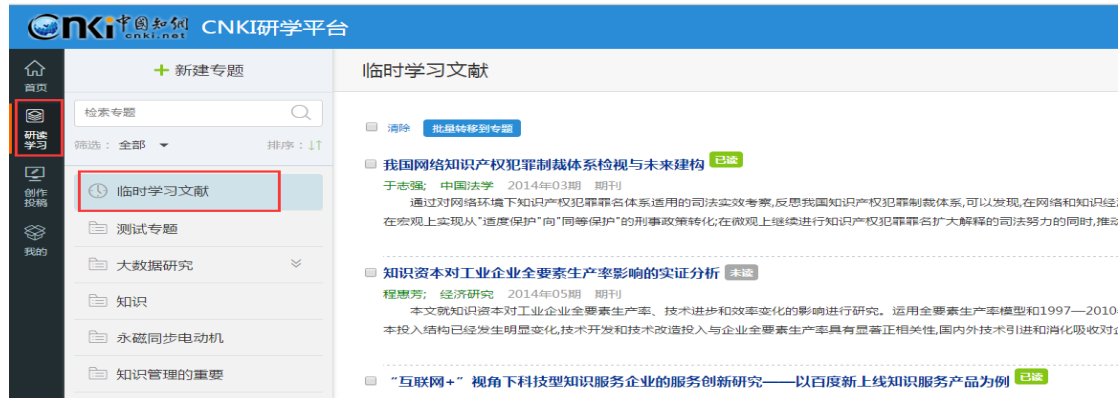 cnki 中国知网 cnki.net CNKI研学平台
首页
研读
学习
创作
投稿
我的
+ 新建专题
检索专题
筛选： 全部 排序：↓↑
临时学习文献
测试专题
大数据研究
知识
永磁同步电动机
知识管理的重要
临时学习文献
清除 批量转移到专题
我国网络知识产权犯罪制裁体系检视与未来建构 已读
于志强; 中国法学 2014年03期 期刊
通过对网络环境下知识产权犯罪罪名体系适用的司法实效考察,反思我国知识产权犯罪制裁体系,可以发现,在网络和知识经
在宏观上实现从"适度保护"向"同等保护"的刑事政策转化;在微观上继续进行知识产权犯罪罪名扩大解释的司法努力的同时,推动
知识资本对工业企业全要素生产率影响的实证分析 未读
程惠芳; 经济研究 2014年05期 期刊
本文就知识资本对工业企业全要素生产率、技术进步和效率变化的影响进行研究。运用全要素生产率模型和1997—2010
本投入结构已经发生明显变化,技术开发和技术改造投入与企业全要素生产率具有显著正相关性,国内外技术引进和消化吸收对企
“互联网+”视角下科技型知识服务企业的服务创新研究——以百度新上线知识服务产品为例 已读